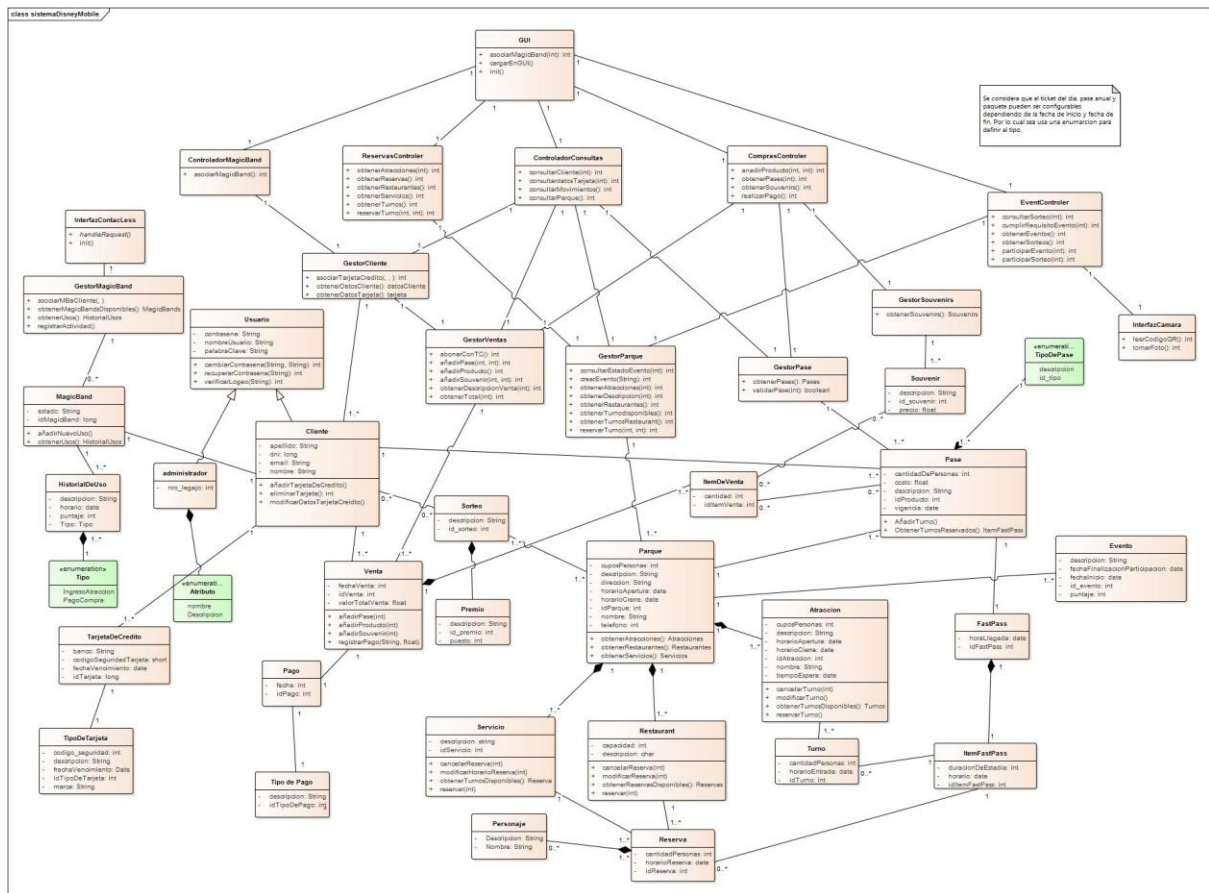 class sistemaDisneyMobile
GUI
+ asociarMagicBand(int): int
+ cargarEnGUI()
+ init()
Se considera que el ticket del dia, pase anual y
paquete pueden ser configurables
dependiendo de la fecha de inicio y fecha de
fin. Por lo cual sea usa una enumarcion para
definir al tipo.
ControladorMagicBand
+ asociarMagicBand(): int
ReservasControler
+ obtenerAtracciones(int): int
+ obtenerReservas(): int
+ obtenerRestaurantes(): int
+ obtenerServicios(): int
+ obtenerTurnos(): int
+ reservarTurno(int, int): int
ControladorConsultas
+ consultarCliente(int): int
+ consultardatosTarjeta(int): int
+ consultarMovimientos(): int
+ consultarParque(): int
ComprasControler
+ anadirProducto(int, int): int
+ obtenerPases(): int
+ obtenerSouvenirs(): int
+ realizarPago(): int
EventControler
+ consultarSorteo(int): int
+ cumplirRequisitoEvento(int): int
+ obtenerEventos(): int
+ obtenerSorteos(): int
+ participarEvento(int): int
+ participarSorteo(int): int
InterfazContacLess
+ handleRequest()
+ init()
GestorMagicBand
+ asociarMBaCliente(, )
+ obtenerMagicBandsDisponibles(): MagicBands
+ obtenerUsos(): HistorialUsos
+ registrarActividad()
GestorCliente
+ asociarTarjetaCredito(, , ): int
+ obtenerDatosCliente(): datosCliente
+ obtenerDatosTarjeta(): tarjeta
Usuario
- contrasena: String
- nombreUsuario: String
- palabraClave: String
+ cambiarContrasena(String, String): int
+ recuperarContrasena(String): int
+ verificarLogeo(String): int
GestorVentas
+ abonarConTC(): int
+ añadirPase(int, int): int
+ añadirProducto(): int
+ añadirSouvenir(int, int): int
+ obtenerDescripcionVenta(int): int
+ obtenerTotal(int): int
GestorParque
+ consultarEstadoEvento(int): int
+ crearEvento(String): int
+ obtenerAtracciones(int): int
+ obtenerDescripcion(int): int
+ obtenerRestaurantes(): int
+ obtenerTurnodisponibles(): int
+ obtenerTurnosRestaurant(): int
+ reservarTurno(int, int): int
GestorPase
+ obtenerPases(): Pases
+ validarPase(int): boolean
GestorSouvenirs
+ obtenerSouvenirs(): Souvenirs
Souvenir
- descripcion: String
- id_souvenir: int
- precio: float
«enumerati...
TipoDePase
descripcion
id_tipo
InterfazCamara
+ leerCodigoQR(): int
+ tomarFoto(): int
MagicBand
- estado: String
- idMagicBand: long
+ añadirNuevoUso()
+ obtenerUsos(): HistorialUsos
HistorialDeUso
- descripcion: String
- horario: date
- puntaje: int
- Tipo: Tipo
«enumeration»
Tipo
IngresoAtraccion
PagoCompra
administrador
- nro_legajo: int
«enumerati...
Atributo
nombre
Descripcion
Cliente
- apellido: String
- dni: long
- email: String
- nombre: String
+ añadirTarjetaDeCredito()
+ eliminarTarjeta(): int
+ modificarDatosTarjetaCreidto()
Sorteo
- descripcion: String
- id_sorteo: int
Premio
- descripcion: String
- id_premio: int
- puesto: int
ItemDeVenta
- cantidad: int
- idItemVenta: int
Pase
- cantidadDePersonas: int
- costo: float
- descripcion: String
- idProducto: int
- vigencia: date
+ AñadirTurno()
+ ObtenerTurnosReservados(): ItemFastPass
Venta
- fechaVenta: int
- idVenta: int
- valorTotalVenta: float
+ añadirPase(int)
+ añadirProducto(int)
+ añadirSouvenir(int)
+ registrarPago(String, float)
Parque
- cuposPersonas: int
- descripcion: String
- direccion: String
- horarioApertura: date
- horarioCierre: date
- idParque: int
- nombre: String
- telefono: int
+ obtenerAtracciones(): Atracciones
+ obtenerRestaurantes(): Restaurantes
+ obtenerServicios(): Servicios
Evento
- descripcion: String
- fechaFinalizacionParticipacion: date
- fechaInicio: date
- id_evento: int
- puntaje: int
Atraccion
- cuposPersonas: int
- descripcion: String
- horarioApertura: date
- horarioCierre: date
- idAtraccion: int
- nombre: String
- tiempoEspera: date
+ cancelarTurno(int)
+ modificarTurno()
+ obtenerTurnosDisponibles(): Turnos
+ reservarTurno()
FastPass
- horaLlegada: date
- idFastPass: int
TarjetaDeCredito
- banco: String
- codigoSeguridadTarjeta: short
- fechaVencimiento: date
- idTarjeta: long
TipoDeTarjeta
- codigo_seguridad: int
- descripcion: String
- fechaVencimiento: Date
- idTipoDeTarjeta: int
- marca: String
Pago
- fecha: int
- idPago: int
Tipo de Pago
- descripcion: String
- idTipoDePago: int
Servicio
- descripcion: string
- idServicio: int
+ cancelarReserva(int)
+ modificarHorarioReserva(int)
+ obtenerTurnosDisponibles(): Reserva
+ reservar(int)
Restaurant
- capacidad: int
- descripcion: char
+ cancelarReserva(int)
+ modificarReserva(int)
+ obtenerReservasDisponibles(): Reservas
+ reservar(int)
Turno
- cantidadPersonas: int
- horarioEntrada: date
- idTurno: int
ItemFastPass
- duracionDeEstadia: int
- horario: date
- idItemFastPass: int
Personaje
- Descripcion: String
- Nombre: String
Reserva
- cantidadPersonas: int
- horarioReserva: date
- idReserva: int